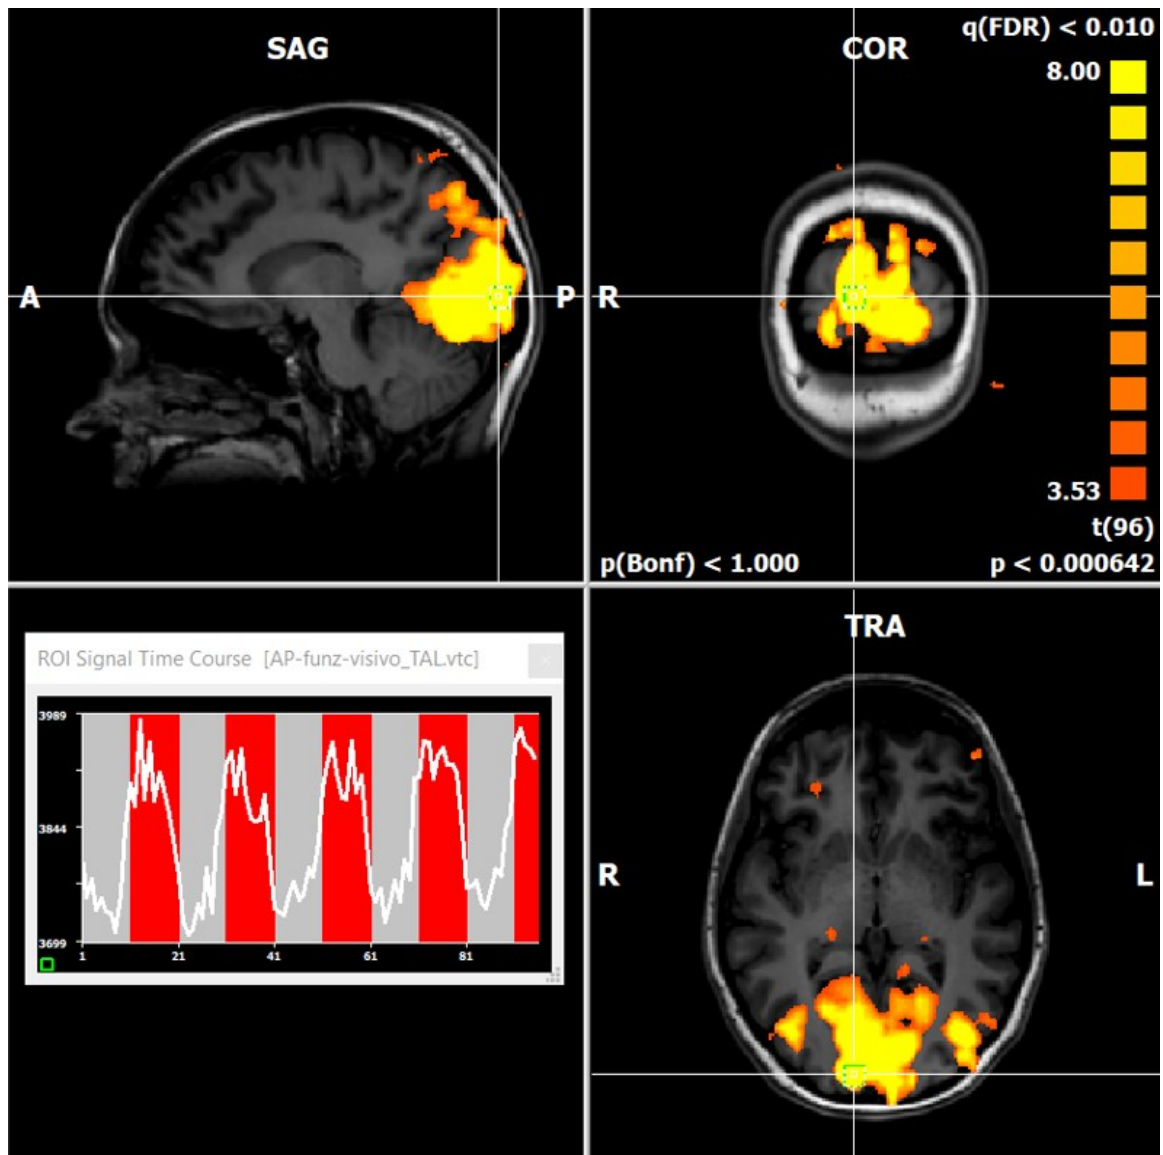 SAG
A
P
COR
q(FDR) < 0.010
8.00
R
3.53
t(96)
p(Bonf) < 1.000
p < 0.000642
ROI Signal Time Course [AP-funz-visivo_TAL.vtc]
3989
3844
3699
1 21 41 61 81
TRA
R
L